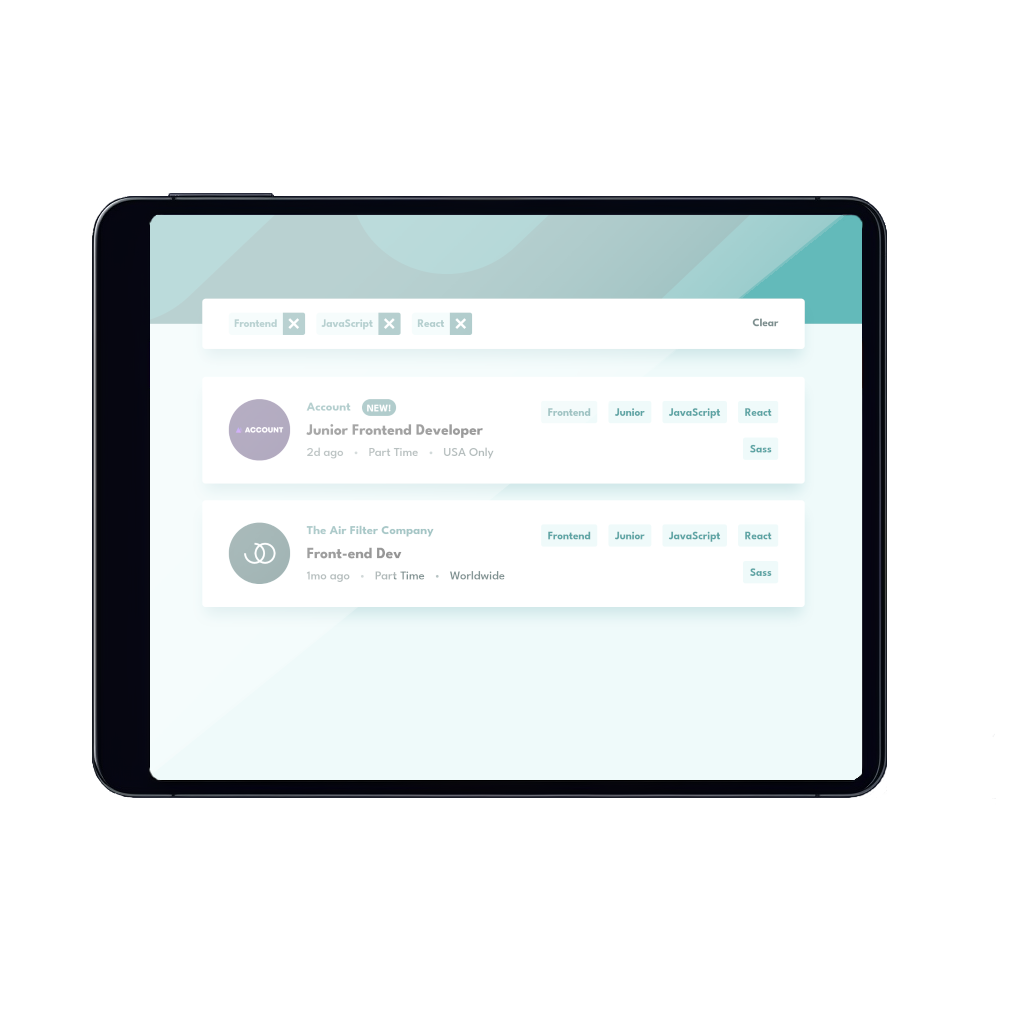 Frontend JavaScript React Clear
ACCOUNT
Account NEW!
Junior Frontend Developer
2d ago • Part Time • USA Only
Frontend Junior JavaScript React
Sass
The Air Filter Company
Front-end Dev
1mo ago • Part Time • Worldwide
Frontend Junior JavaScript React
Sass